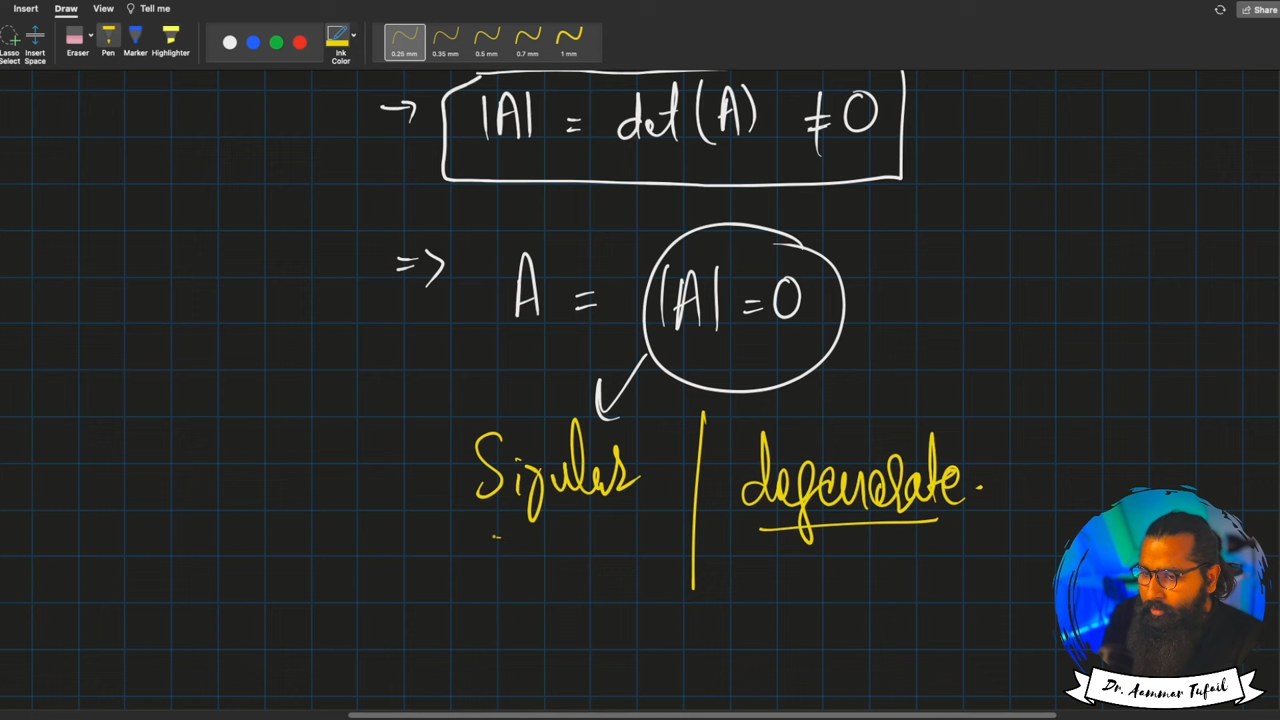 Insert Draw View Tell me
Share
Lasso Select
Insert Space
Eraser
Pen
Marker
Highlighter
Ink Color
0.25 mm
0.35 mm
0.5 mm
0.7 mm
1 mm
→ |A| = det(A) ≠ 0
=> A = |A| = 0
Sigular | degenerate.
Dr. Aammar Tufail